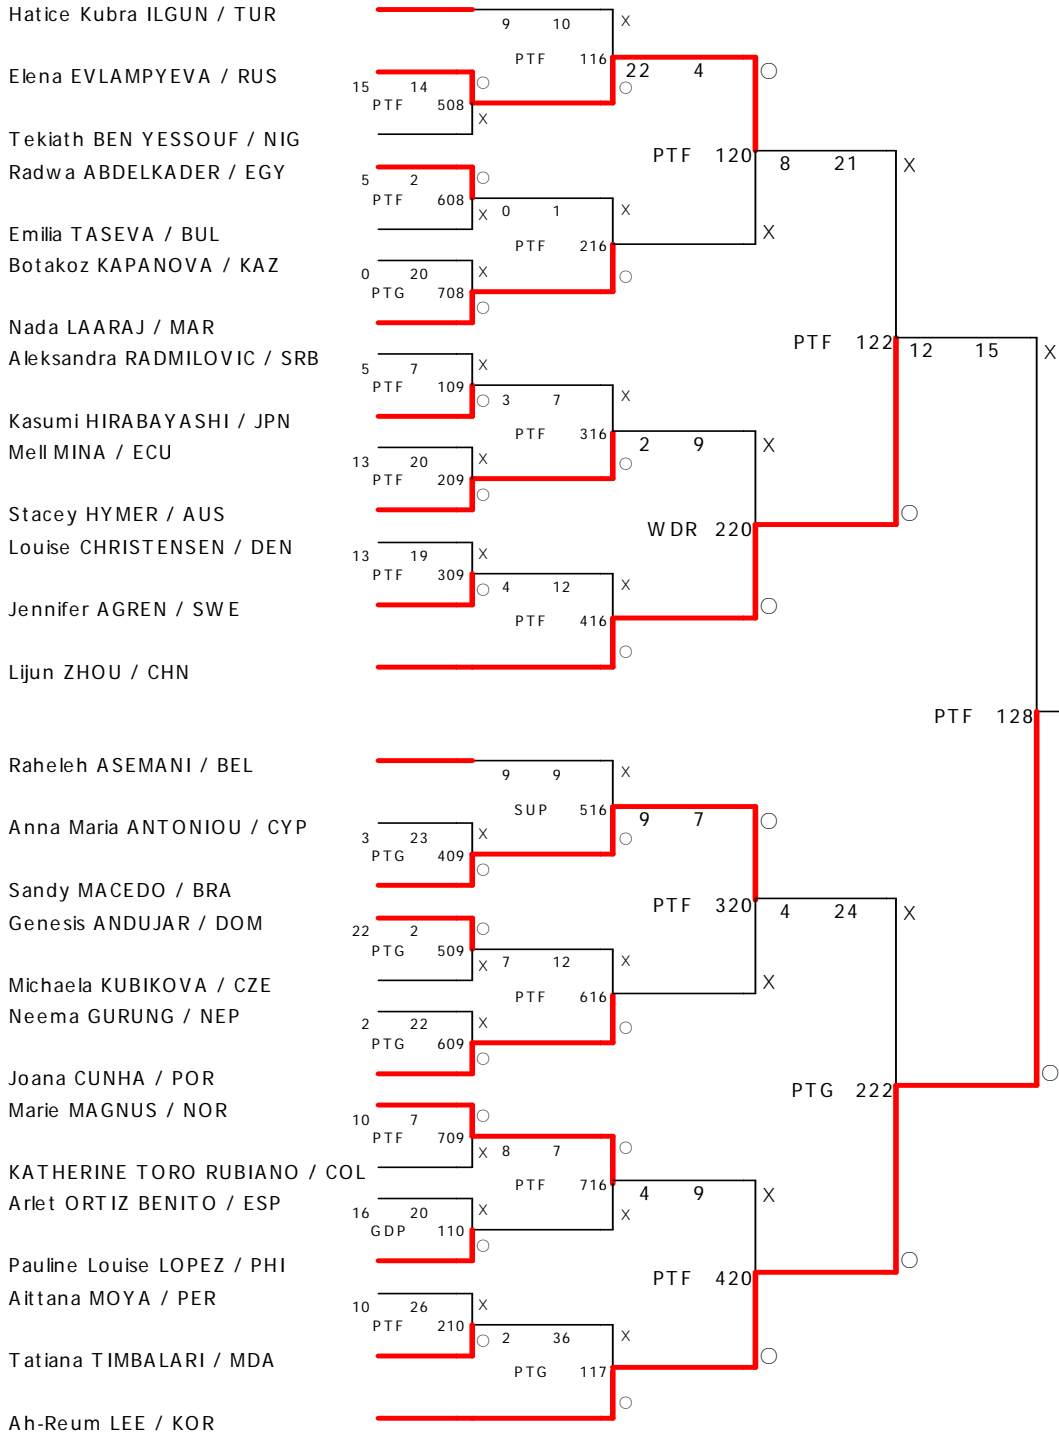 Hatice Kubra ILGUN / TUR
9 10 X
PTF 116
22 4 ○
Elena EVLAMPYEVA / RUS
○
15 14
PTF 508
○
X
Tekiath BEN YESSOUF / NIG
PTF 120
8 21 X
Radwa ABDELKADER / EGY
5 2 ○
PTF 608
X
0 1 X
Emilia TASEVA / BUL
X
PTF 216
Botakoz KAPANOVA / KAZ
0 20 X
○
PTG 708
○
Nada LAARAJ / MAR
PTF 122
12 15 X
Aleksandra RADMILOVIC / SRB
5 7 X
PTF 109
○
3 7 X
Kasumi HIRABAYASHI / JPN
PTF 316
2 9 X
Mell MINA / ECU
13 20 X
○
PTF 209
○
Stacey HYMER / AUS
○
WDR 220
Louise CHRISTENSEN / DEN
13 19 X
PTF 309
○
4 12 X
Jennifer AGREN / SWE
○
PTF 416
○
Lijun ZHOU / CHN
PTF 128
Raheleh ASEMANI / BEL
9 9 X
SUP 516
9 7 ○
Anna Maria ANTONIOU / CYP
3 23 X
○
PTG 409
○
Sandy MACEDO / BRA
PTF 320
4 24 X
Genesis ANDUJAR / DOM
22 2 ○
PTG 509
X
7 12 X
Michaela KUBIKOVA / CZE
X
PTF 616
Neema GURUNG / NEP
2 22 X
○
PTG 609
○
Joana CUNHA / POR
○
PTG 222
Marie MAGNUS / NOR
10 7 ○
PTF 709
X
8 7 ○
KATHERINE TORO RUBIANO / COL
PTF 716
4 9 X
Arlet ORTIZ BENITO / ESP
16 20 X
X
GDP 110
○
Pauline Louise LOPEZ / PHI
○
PTF 420
Aittana MOYA / PER
10 26 X
PTF 210
○
2 36 X
Tatiana TIMBALARI / MDA
○
PTG 117
○
Ah-Reum LEE / KOR